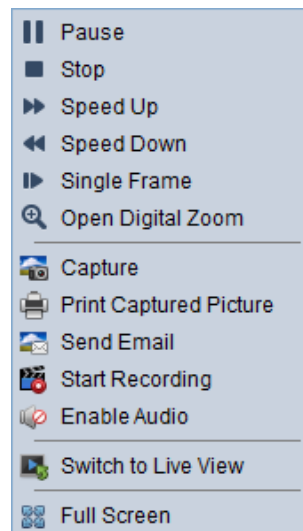 Pause
Stop
Speed Up
Speed Down
Single Frame
Open Digital Zoom
Capture
Print Captured Picture
Send Email
Start Recording
Enable Audio
Switch to Live View
Full Screen